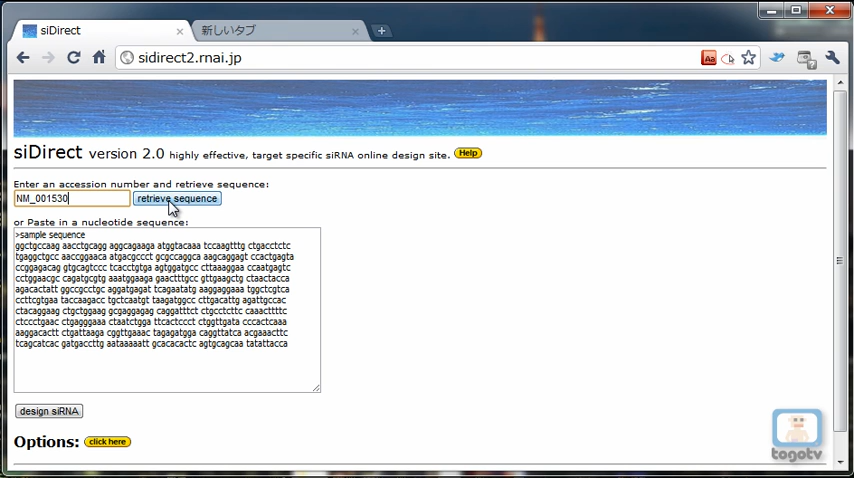 siDirect
新しいタブ
sidirect2.rnai.jp
Aa
siDirect version 2.0 highly effective, target specific siRNA online design site. Help
Enter an accession number and retrieve sequence:
NM_001530 retrieve sequence
or Paste in a nucleotide sequence:
>sample sequence
ggctgccaag aacctgcagg aggcagaaga atggtacaaa tccaagtttg ctgacctctc
tgaggctgcc aaccggaaca atgacgccct gcgccaggca aagcaggagt ccactgagta
ccggagacag gtgcagtccc tcacctgtga agtggatgcc cttaaaggaa ccaatgagtc
cctggaacgc cagatgcgtg aaatggaaga gaactttgcc gttgaagctg ctaactacca
agacactatt ggccgcctgc aggatgagat tcagaatatg aaggaggaaa tggctcgtca
ccttcgtgaa taccaagacc tgctcaatgt taagatggcc cttgacattg agattgccac
ctacaggaag ctgctggaag gcgaggagag caggatttct ctgcctcttc caaacttttc
ctccctgaac ctgagggaaa ctaatctgga ttcactccct ctggttgata cccactcaaa
aaggacactt ctgattaaga cggttgaaac tagagatgga caggttatca acgaaacttc
tcagcatcac gatgaccttg aataaaaatt gcacacactc agtgcagcaa tatattacca
design siRNA
Options: click here
togotv